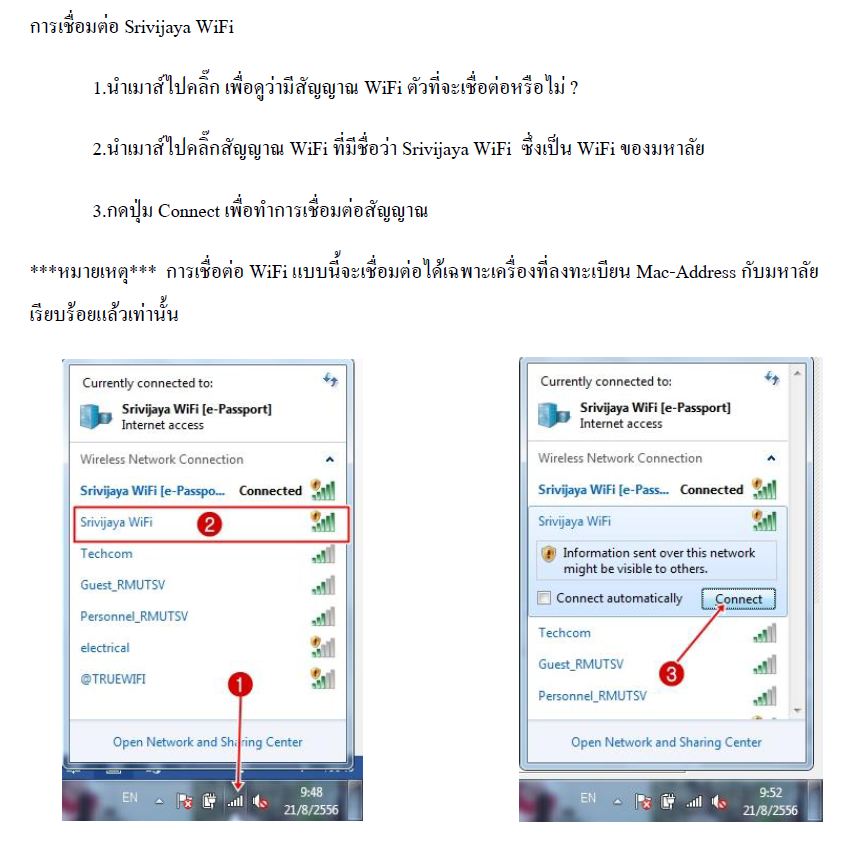 การเชื่อมต่อ Srivijaya WiFi
1.นำเมาส์ไปคลิ๊ก เพื่อดูว่ามีสัญญาณ WiFi ตัวที่จะเชื่อต่อหรือไม่ ?
2.นำเมาส์ไปคลิ๊กสัญญาณ WiFi ที่มีชื่อว่า Srivijaya WiFi ซึ่งเป็น WiFi ของมหาลัย
3.กดปุ่ม Connect เพื่อทำการเชื่อมต่อสัญญาณ
***หมายเหตุ*** การเชื่อต่อ WiFi แบบนี้จะเชื่อมต่อได้เฉพาะเครื่องที่ลงทะเบียน Mac-Address กับมหาลัย
เรียบร้อยแล้วเท่านั้น
Currently connected to:
Srivijaya WiFi [e-Passport]
Internet access
Wireless Network Connection
Srivijaya WiFi [e-Passpo... Connected
Srivijaya WiFi 2
Techcom
Guest_RMUTSV
Personnel_RMUTSV
electrical
@TRUEWIFI
1
Open Network and Sharing Center
EN 9:48
21/8/2556
Currently connected to:
Srivijaya WiFi [e-Passport]
Internet access
Wireless Network Connection
Srivijaya WiFi [e-Pass... Connected
Srivijaya WiFi
Information sent over this network
might be visible to others.
Connect automatically Connect
Techcom
Guest_RMUTSV
3
Personnel_RMUTSV
Open Network and Sharing Center
EN 9:52
21/8/2556